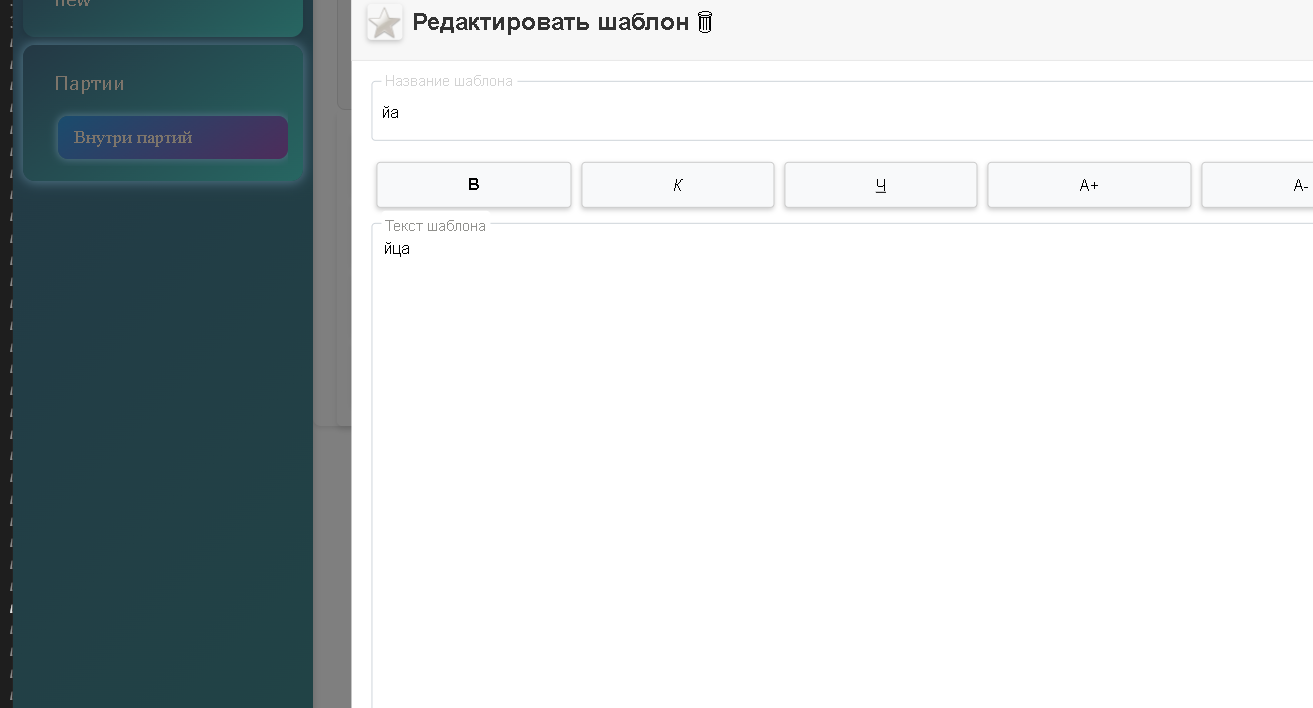 new
Партии
Внутри партий
Редактировать шаблон
Название шаблона
йа
В
К
Ч
А+
А-
Текст шаблона
йца